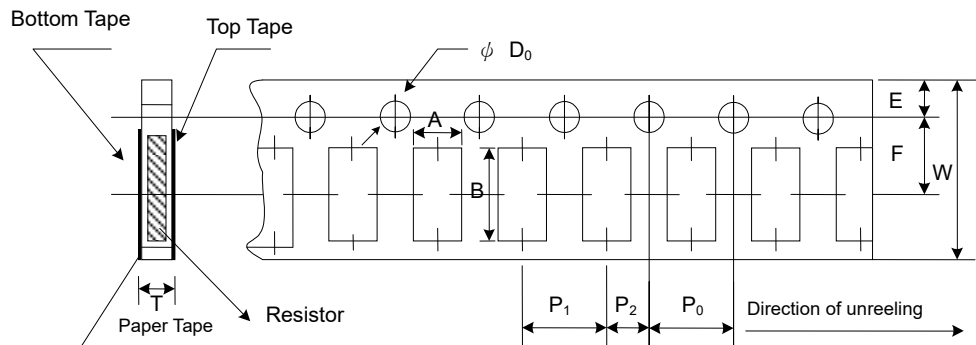 Bottom Tape
Top Tape
ψ D₀
E
A
F
W
B
T
P₁
P₂
P₀
Direction of unreeling
Resistor
Paper Tape